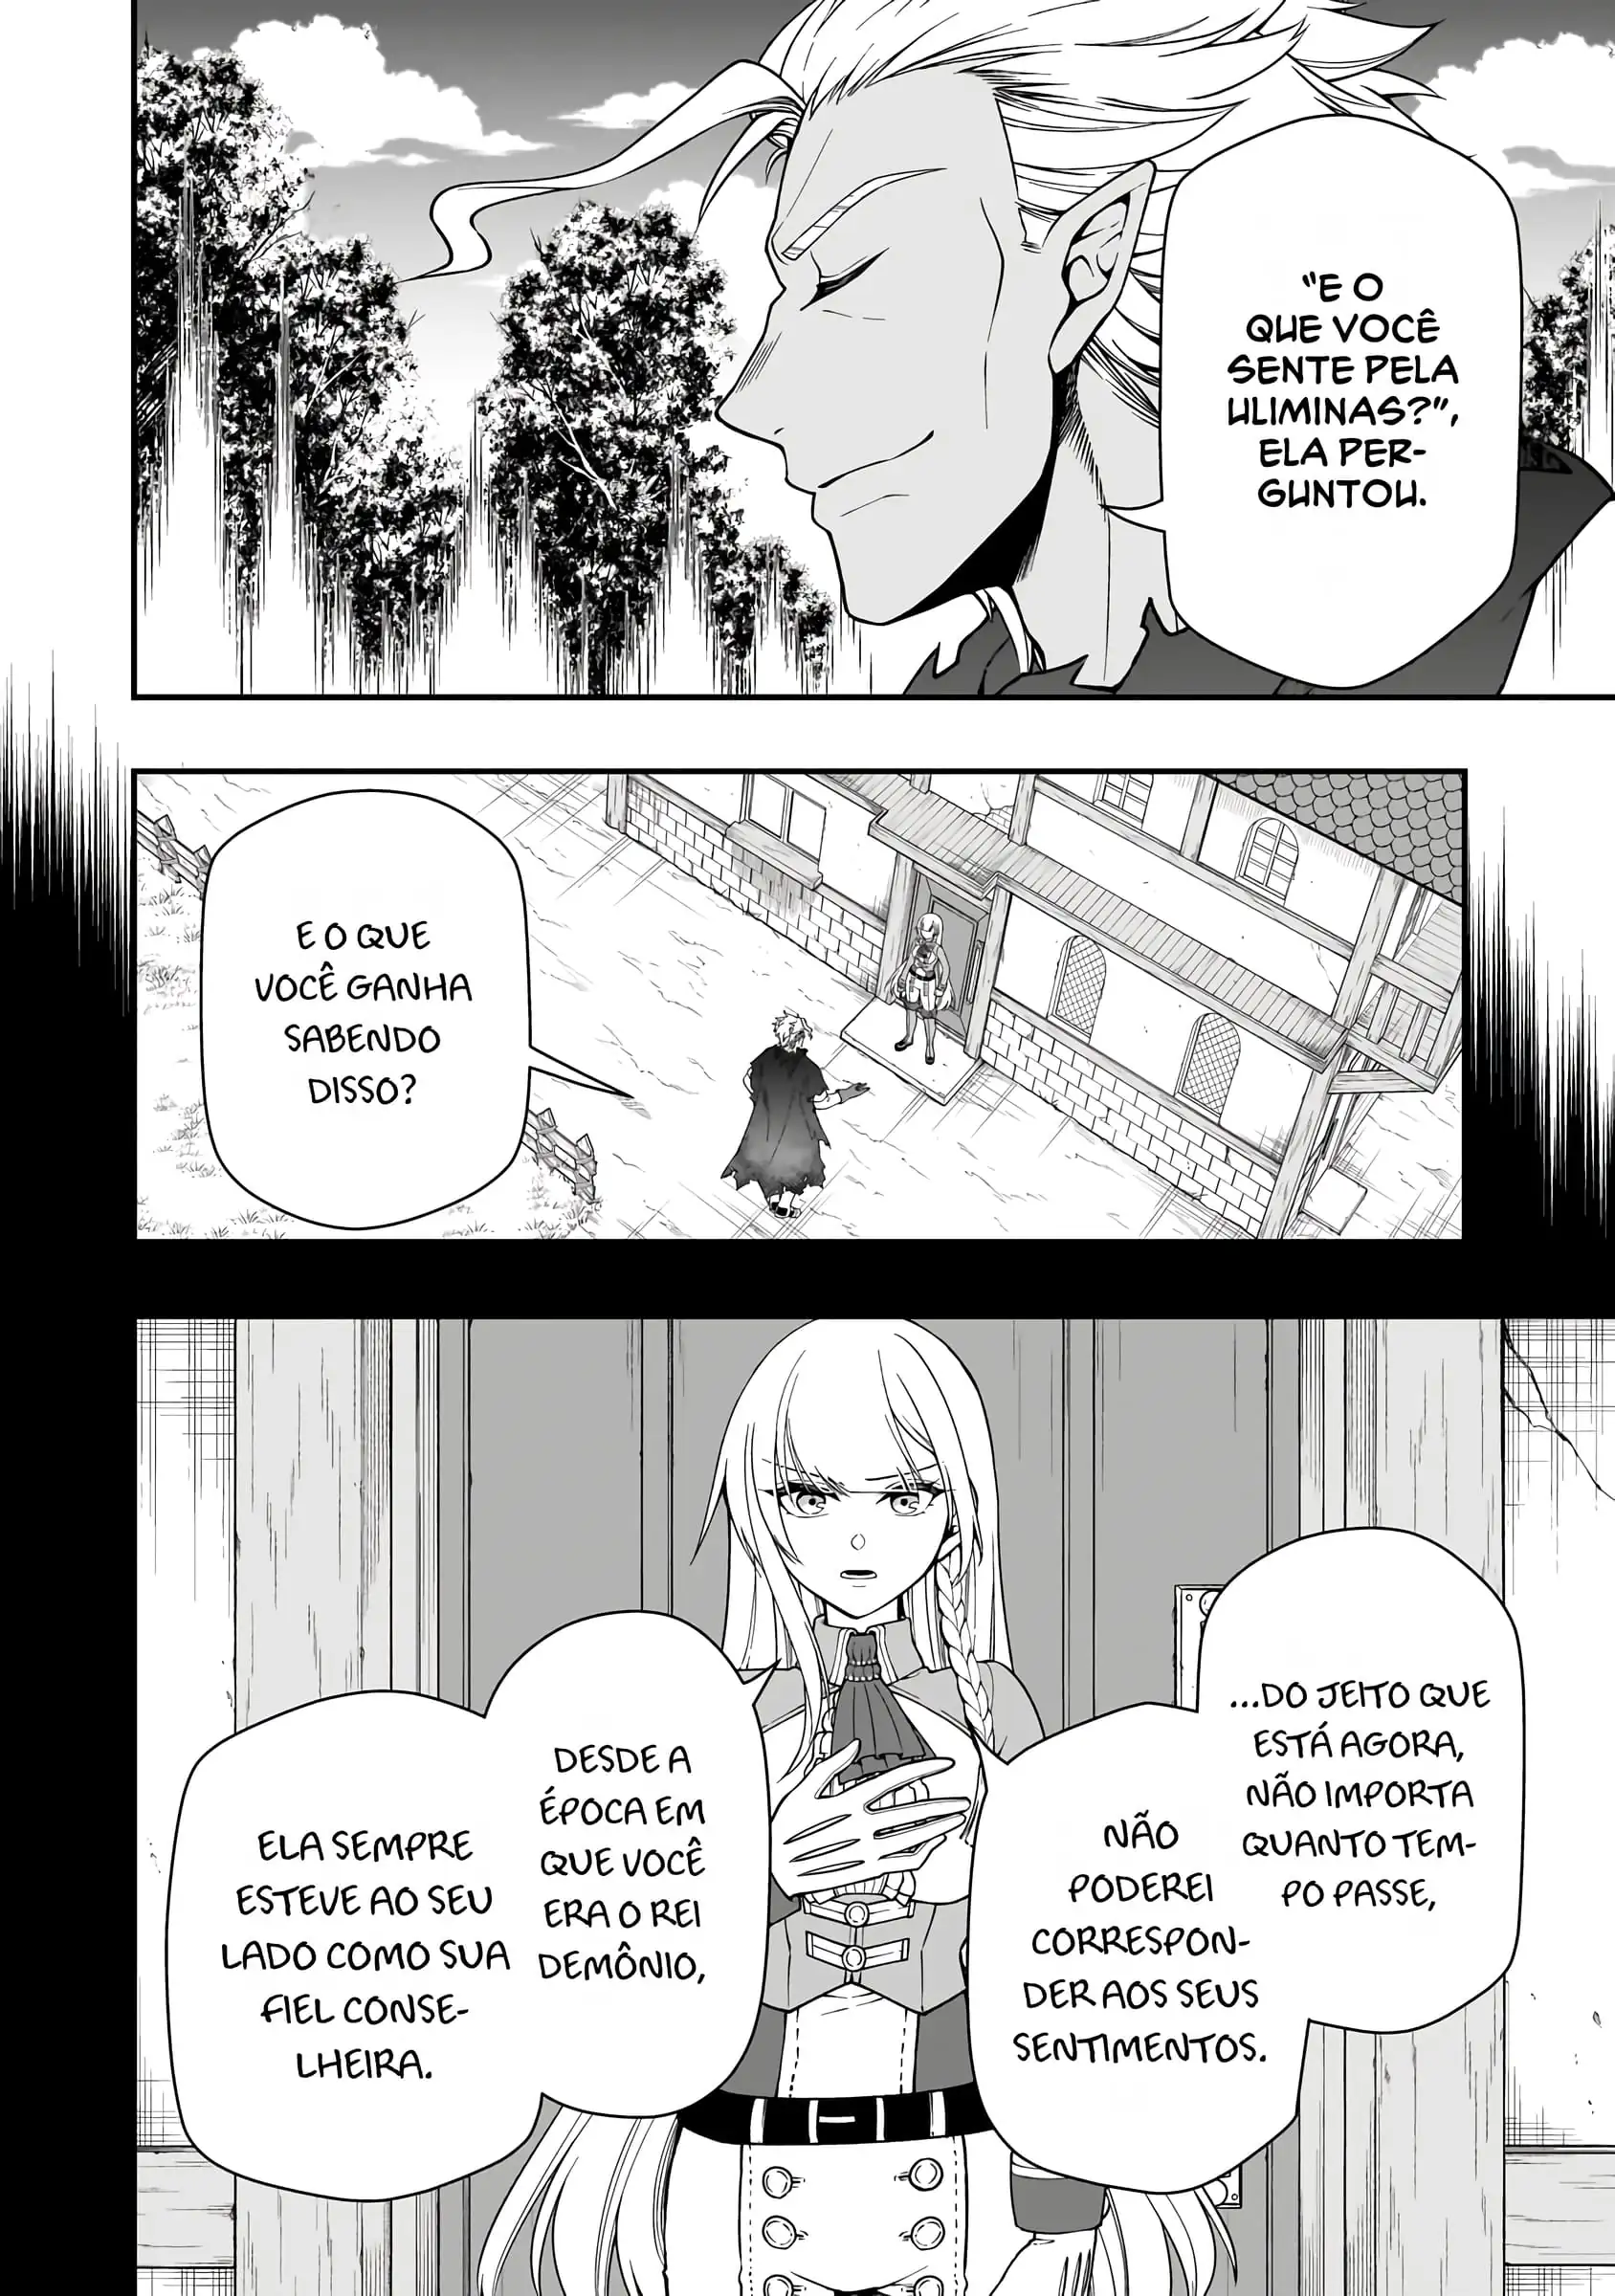 "E O
QUE VOCÊ
SENTE PELA
ULIMINAS?",
ELA PER-
GUNTOU.
E O QUE
VOCÊ GANHA
SABENDO
DISSO?
...DO JEITO QUE
ESTÁ AGORA,
NÃO IMPORTA
QUANTO TEM-
PO PASSE,
NÃO
PODEREI
CORRESPON-
DER AOS SEUS
SENTIMENTOS.
DESDE A
ÉPOCA EM
QUE VOCÊ
ERA O REI
DEMÔNIO,
ELA SEMPRE
ESTEVE AO SEU
LADO COMO SUA
FIEL CONSE-
LHEIRA.